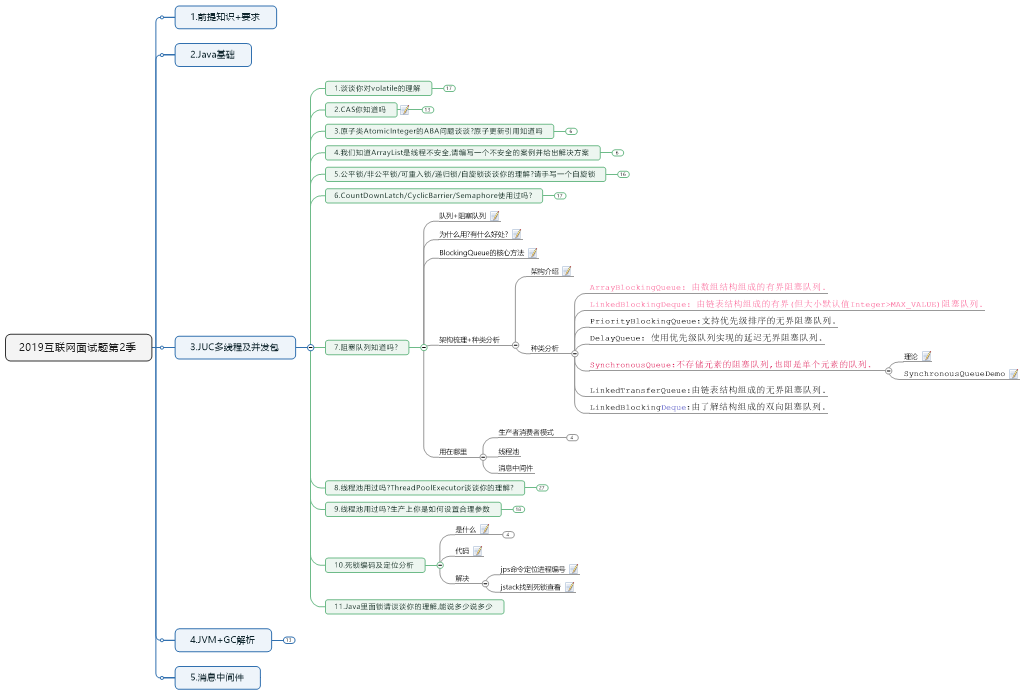 1.前提知识+要求
2.Java基础
1.谈谈你对volatile的理解
17
2.CAS你知道吗
13
3.原子类AtomicInteger的ABA问题谈谈?原子更新引用知道吗
4.我们知道ArrayList是线程不安全,请编写一个不安全的案例并给出解决方案
5.公平锁/非公平锁/可重入锁/递归锁/自旋锁谈谈你的理解?请手写一个自旋锁
16
6.CountDownLatch/CyclicBarrier/Semaphore使用过吗?
17
队列+阻塞队列
为什么用?有什么好处?
BlockingQueue的核心方法
架构介绍
ArrayBlockingQueue: 由数组结构组成的有界阻塞队列.
LinkedBlockingDeque: 由链表结构组成的有界(但大小默认值Integer>MAX_VALUE)阻塞队列.
PriorityBlockingQueue:支持优先级排序的无界阻塞队列.
DelayQueue: 使用优先级队列实现的延迟无界阻塞队列.
2019互联网面试题第2季
3.JUC多线程及并发包
7.阻塞队列知道吗?
架构梳理+种类分析
种类分析
SynchronousQueue:不存储元素的阻塞队列,也即是单个元素的队列.
理论
SynchronousQueueDemo
LinkedTransferQueue:由链表结构组成的无界阻塞队列.
LinkedBlockingDeque:由了解结构组成的双向阻塞队列.
用在哪里
生产者消费者模式
4
线程池
消息中间件
8.线程池用过吗?ThreadPoolExecutor谈谈你的理解?
27
9.线程池用过吗?生产上你是如何设置合理参数
10.死锁编码及定位分析
是什么
4
代码
解决
jps命令定位进程编号
jstack找到死锁查看
11.Java里面锁请谈谈你的理解,能说多少说多少
4.JVM+GC解析
5.消息中间件